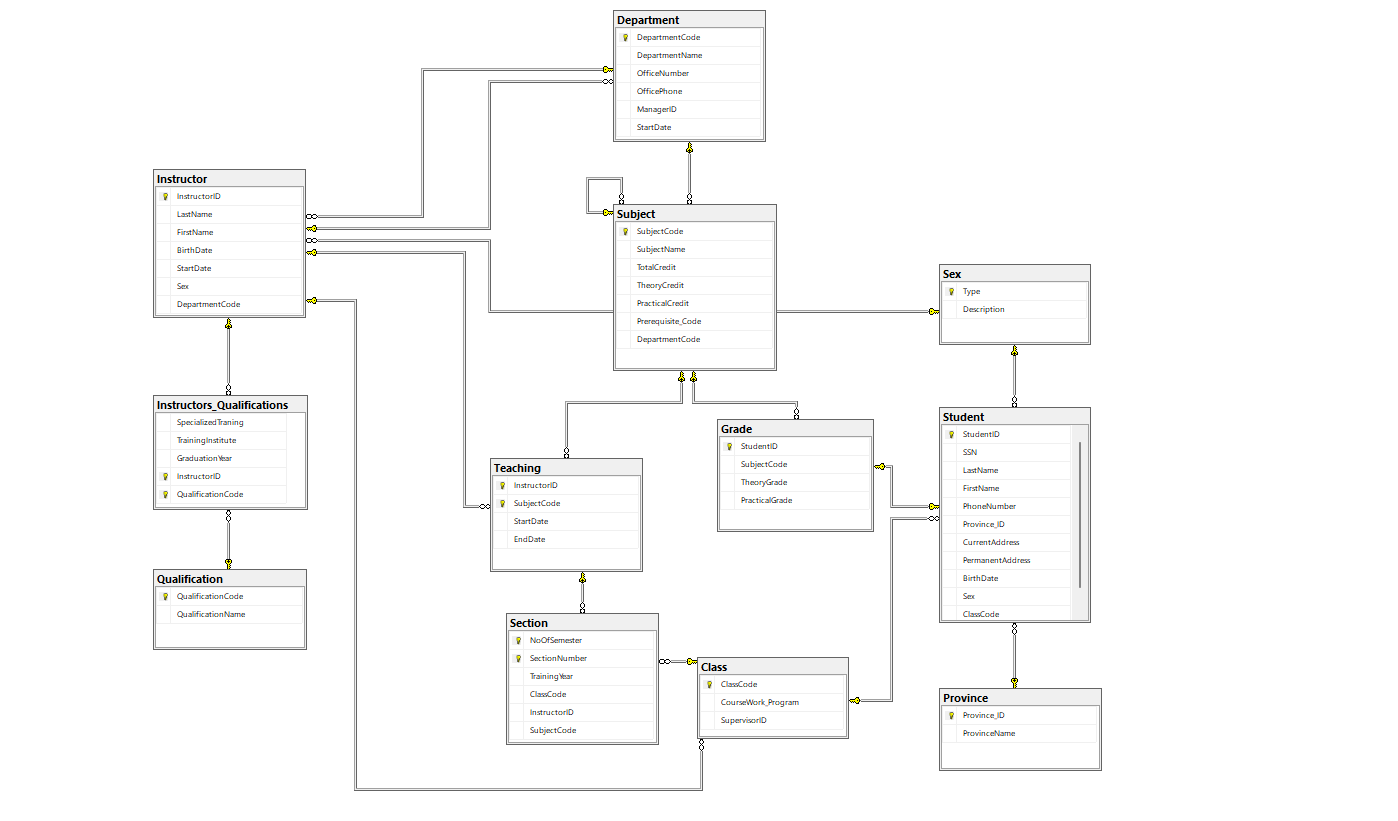 Department
DepartmentCode
DepartmentName
OfficeNumber
OfficePhone
ManagerID
StartDate
Instructor
InstructorID
LastName
FirstName
BirthDate
StartDate
Sex
DepartmentCode
Subject
SubjectCode
SubjectName
TotalCredit
TheoryCredit
PracticalCredit
Prerequisite_Code
DepartmentCode
Sex
Type
Description
Instructors_Qualifications
SpecializedTraning
TrainingInstitute
GraduationYear
InstructorID
QualificationCode
Grade
StudentID
SubjectCode
TheoryGrade
PracticalGrade
Student
StudentID
SSN
LastName
FirstName
PhoneNumber
Province_ID
CurrentAddress
PermanentAddress
BirthDate
Sex
ClassCode
Teaching
InstructorID
SubjectCode
StartDate
EndDate
Qualification
QualificationCode
QualificationName
Section
NoOfSemester
SectionNumber
TrainingYear
ClassCode
InstructorID
SubjectCode
Class
ClassCode
CourseWork_Program
SupervisorID
Province
Province_ID
ProvinceName